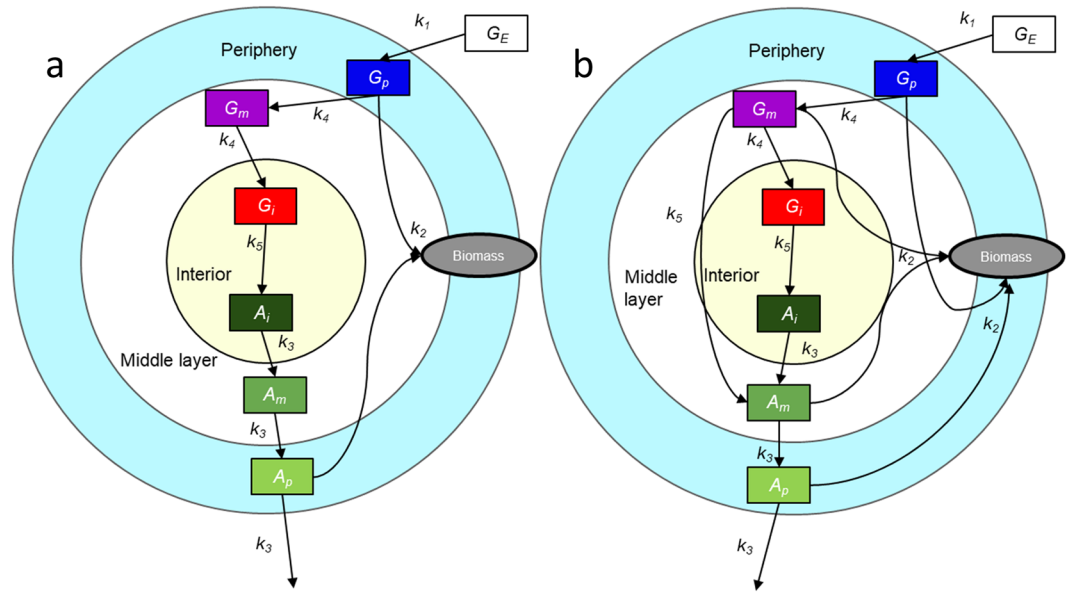 a
k1
GE
Periphery
Gp
Gm
k4
k4
Gi
k2
k5
Biomass
Interior
Ai
k3
Middle layer
Am
k3
Ap
k3
b
k1
GE
Periphery
Gp
Gm
k4
k4
Gi
k5
k5
k2
Biomass
Middle
layer
Interior
Ai
k2
k3
Am
k3
Ap
k3